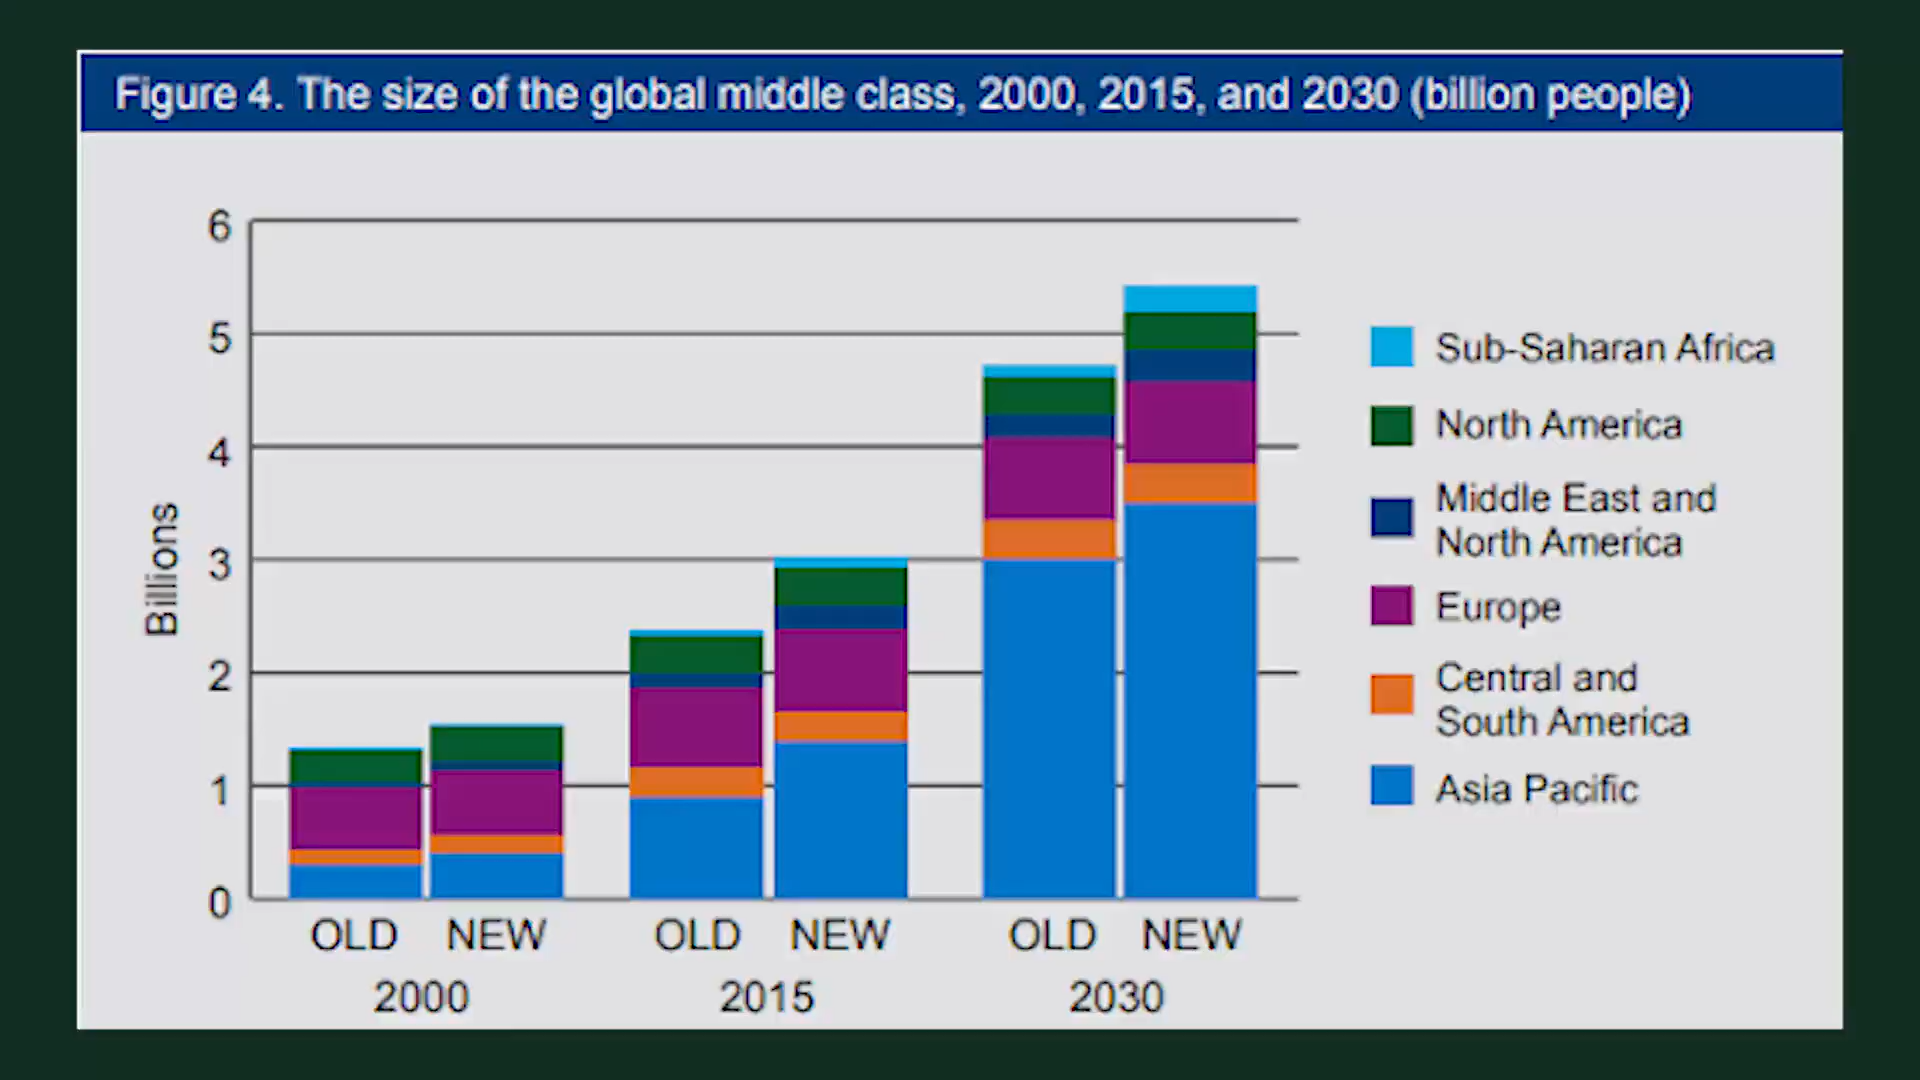 Figure 4. The size of the global middle class, 2000, 2015, and 2030 (billion people)
6
5
4
3
2
1
0
Billions
OLD NEW OLD NEW OLD NEW
2000 2015 2030
Sub-Saharan Africa
North America
Middle East and
North America
Europe
Central and
South America
Asia Pacific